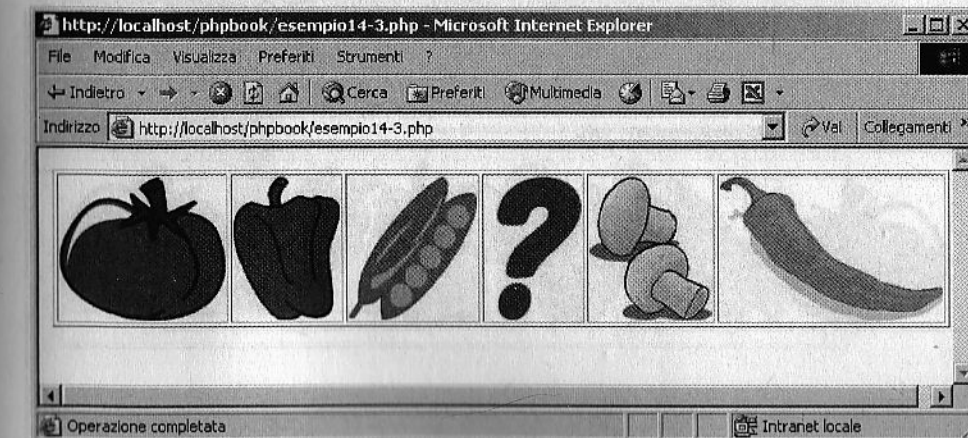 http://localhost/phpbook/esempio14-3.php - Microsoft Internet Explorer
File Modifica Visualizza Preferiti Strumenti ?
Indietro Cerca Preferiti Multimedia
Indirizzo http://localhost/phpbook/esempio14-3.php Vai Collegamenti »
?
Operazione completata Intranet locale